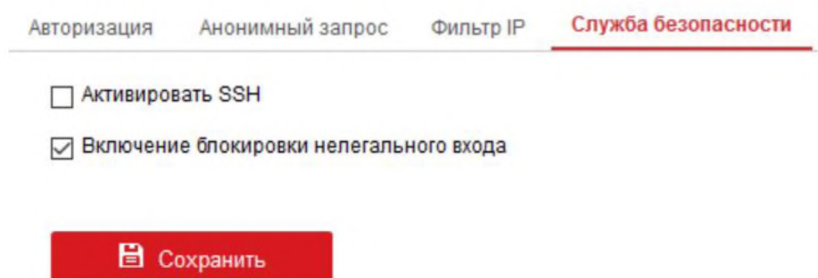 Авторизация Анонимный запрос Фильтр IP Служба безопасности
Активировать SSH
Включение блокировки нелегального входа
Сохранить